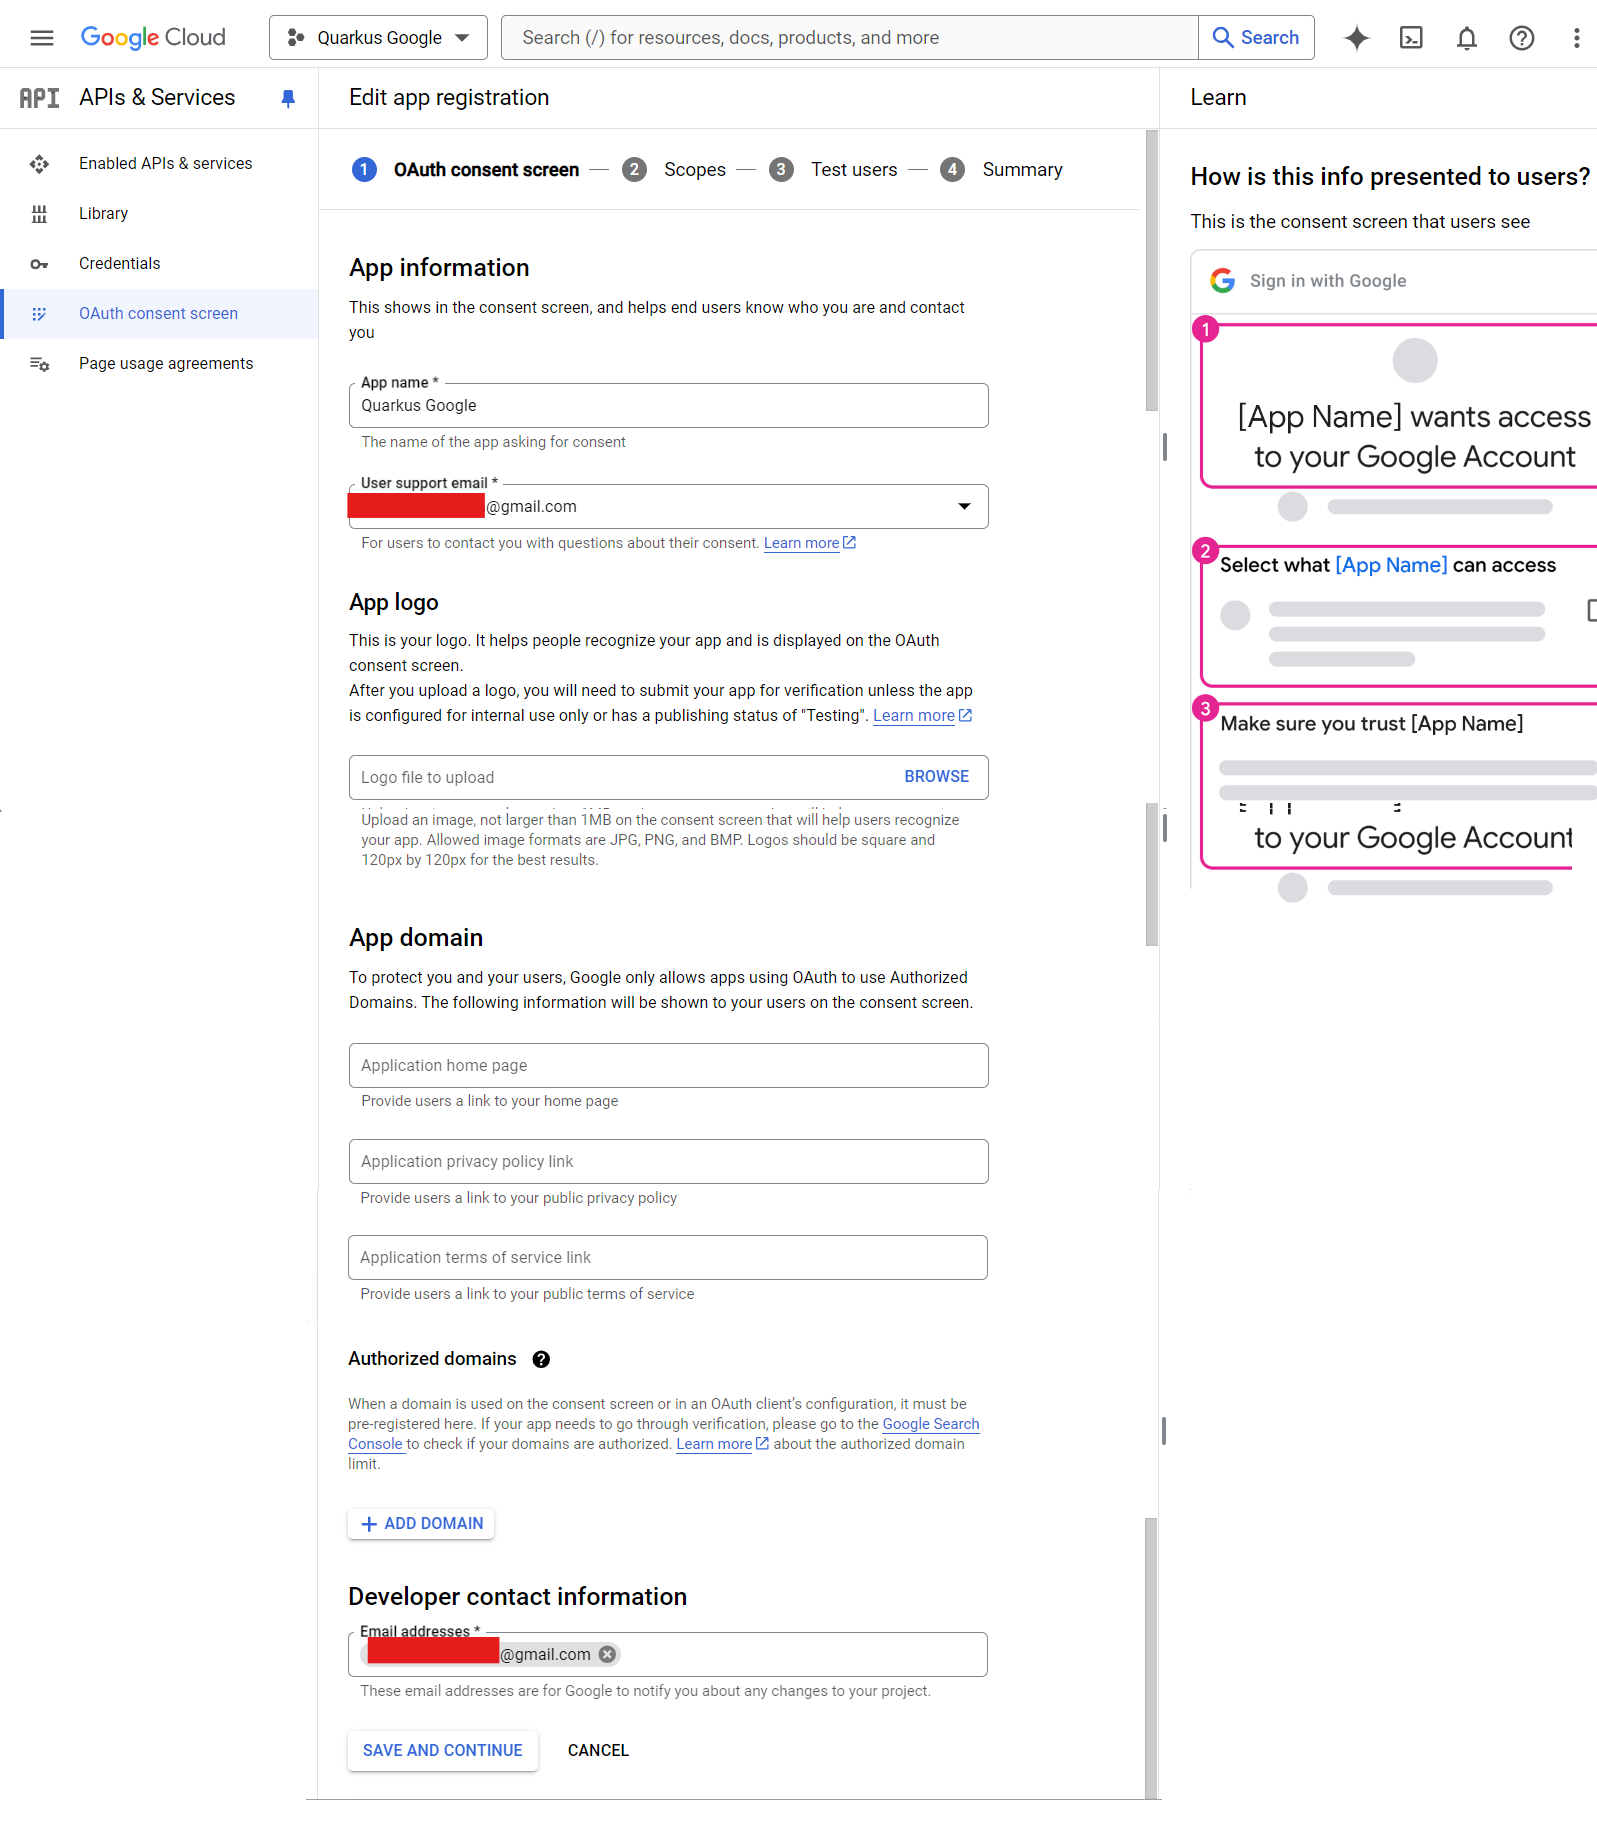 Google Cloud
Quarkus Google
Search (/) for resources, docs, products, and more
Search
API APIs & Services
Edit app registration
Learn
Enabled APIs & services
Library
Credentials
OAuth consent screen
Page usage agreements
1 OAuth consent screen — 2 Scopes — 3 Test users — 4 Summary
App information
This shows in the consent screen, and helps end users know who you are and contact
you
App name *
Quarkus Google
The name of the app asking for consent
User support email *
@gmail.com
For users to contact you with questions about their consent. Learn more
App logo
This is your logo. It helps people recognize your app and is displayed on the OAuth
consent screen.
After you upload a logo, you will need to submit your app for verification unless the app
is configured for internal use only or has a publishing status of "Testing". Learn more
Logo file to upload
BROWSE
Upload an image, not larger than 1MB on the consent screen that will help users recognize
your app. Allowed image formats are JPG, PNG, and BMP. Logos should be square and
120px by 120px for the best results.
App domain
To protect you and your users, Google only allows apps using OAuth to use Authorized
Domains. The following information will be shown to your users on the consent screen.
Application home page
Provide users a link to your home page
Application privacy policy link
Provide users a link to your public privacy policy
Application terms of service link
Provide users a link to your public terms of service
Authorized domains
When a domain is used on the consent screen or in an OAuth client’s configuration, it must be
pre-registered here. If your app needs to go through verification, please go to the Google Search
Console to check if your domains are authorized. Learn more about the authorized domain
limit.
+ ADD DOMAIN
Developer contact information
Email addresses *
@gmail.com
These email addresses are for Google to notify you about any changes to your project.
SAVE AND CONTINUE
CANCEL
How is this info presented to users?
This is the consent screen that users see
Sign in with Google
1
[App Name] wants access
to your Google Account
2
Select what [App Name] can access
3
Make sure you trust [App Name]
to your Google Account